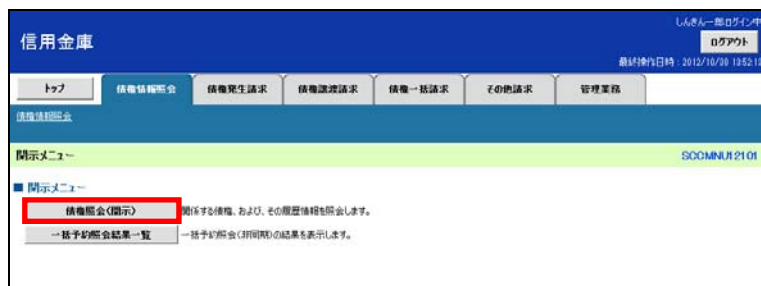 しんきん一郎ログイン中
信用金庫
ログアウト
最終操作日時：2012/10/30 13:52:13
トップ 債権情報照会 債権発生請求 債権譲渡請求 債権一括請求 その他請求 管理業務
債権情報照会
開示メニュー SCCMNU12101
■ 開示メニュー
債権照会（開示） 関係する債権、および、その履歴情報を照会します。
一括予約照会結果一覧 一括予約照会（非同期）の結果を表示します。